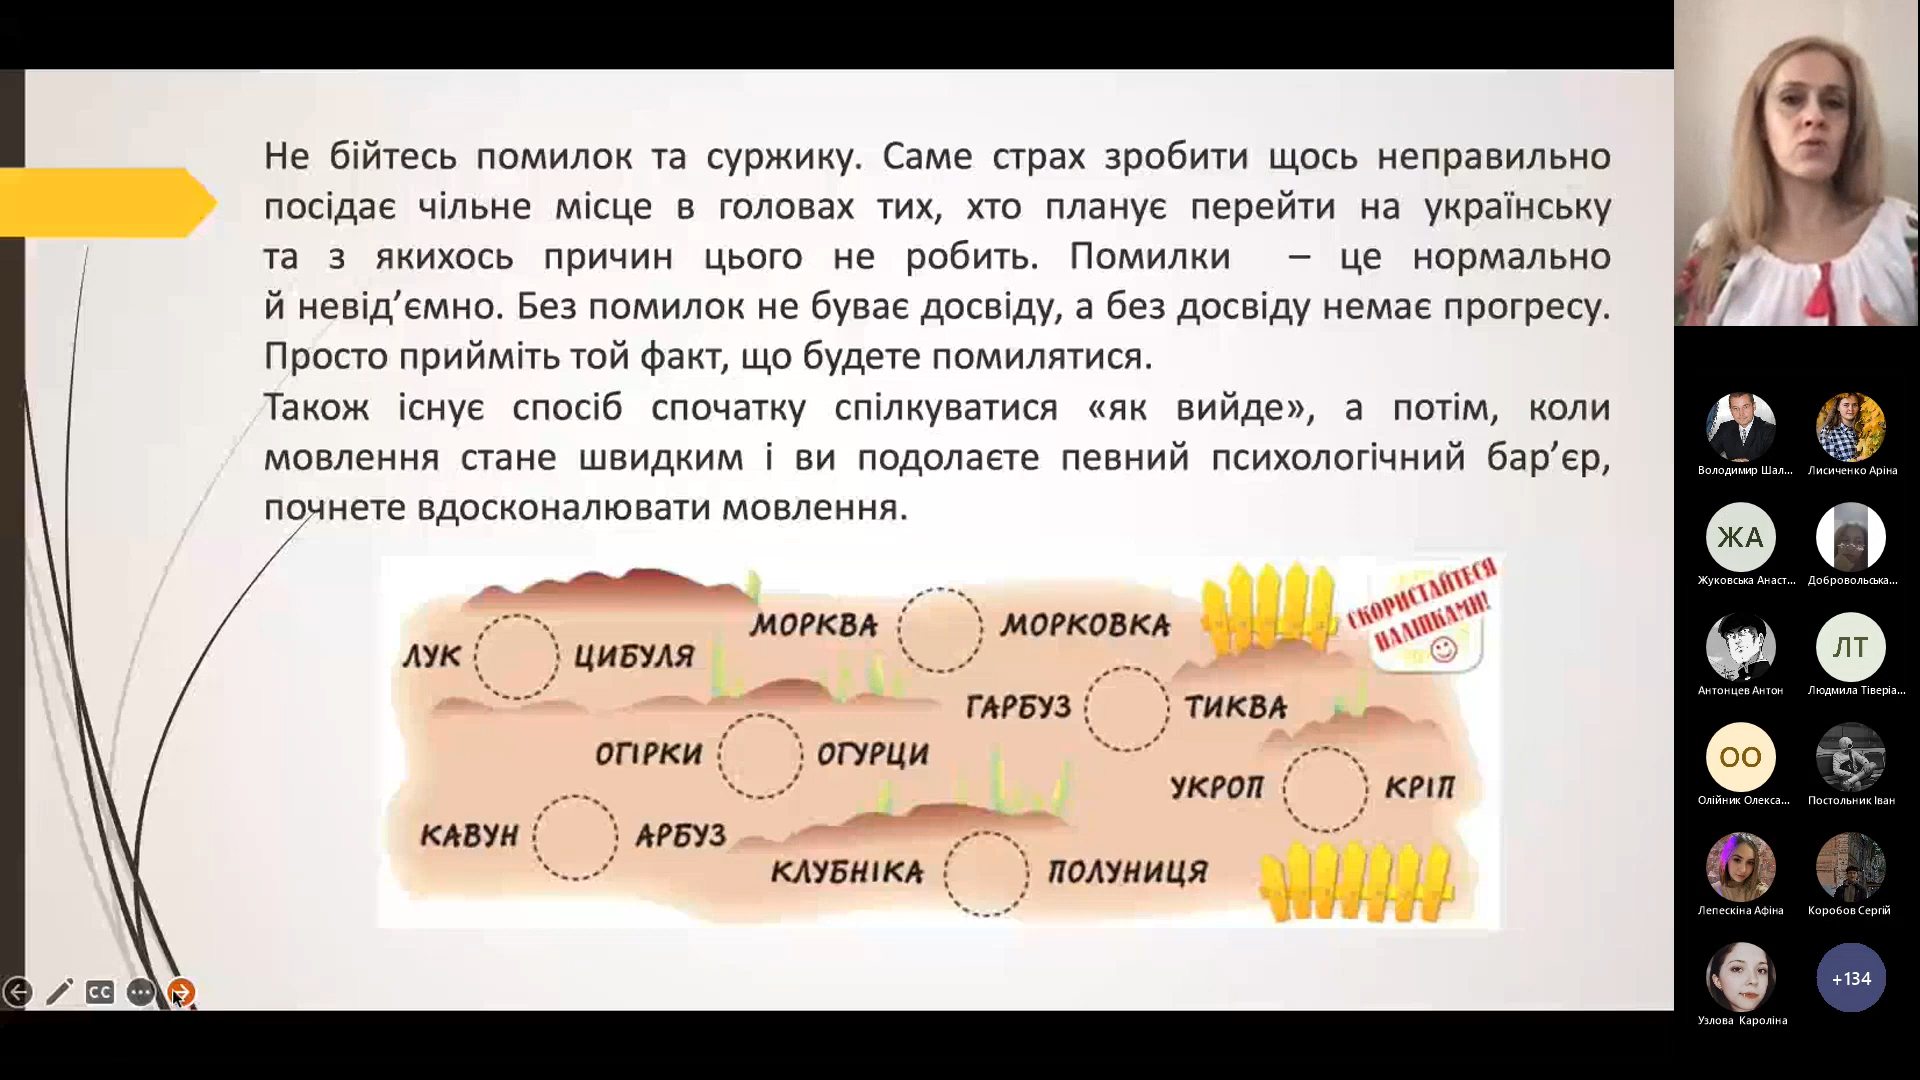 Не бійтесь помилок та суржику. Саме страх зробити щось неправильно
посідає чільне місце в головах тих, хто планує перейти на українську
та з якихось причин цього не робить. Помилки – це нормально
й невід’ємно. Без помилок не буває досвіду, а без досвіду немає прогресу.
Просто прийміть той факт, що будете помилятися.
Також існує спосіб спочатку спілкуватися «як вийде», а потім, коли
мовлення стане швидким і ви подолаєте певний психологічний бар’єр,
почнете вдосконалювати мовлення.
СКОРИСТАЙТЕСЯ
НАЛІПКАМИ!
МОРКВА МОРКОВКА
ЛУК ЦИБУЛЯ
ГАРБУЗ ТИКВА
ОГІРКИ ОГУРЦИ
УКРОП КРІП
КАВУН АРБУЗ
КЛУБНІКА ПОЛУНИЦЯ
CC
Володимир Шал... Лисиченко Аріна
ЖА
Жуковська Анаст... Добровольська...
ЛТ
Антонцев Антон Людмила Тіверіа...
ОО
Олійник Олекса... Постольник Іван
Лепескіна Афіна Коробов Сергій
+134
Узлова Кароліна